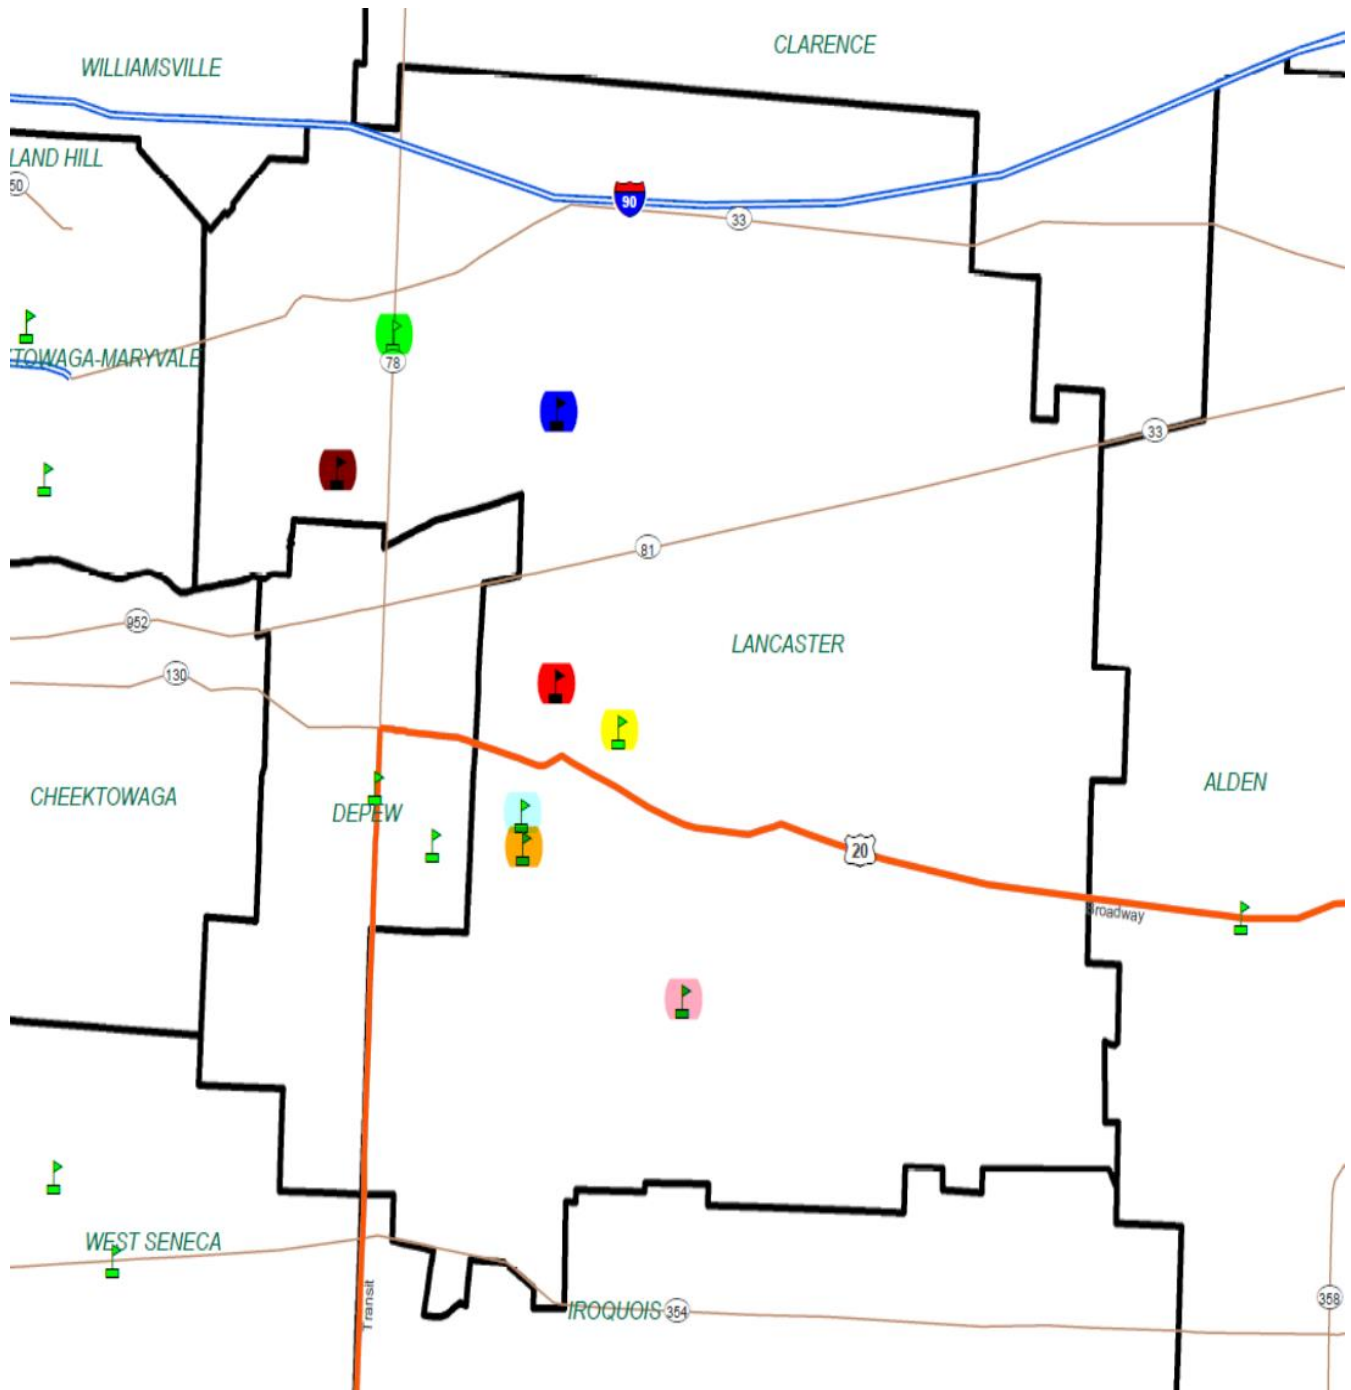 CLARENCE
WILLIAMSVILLE
LAND HILL
50
90
33
TOWAGA-MARYVALE
78
33
81
952
LANCASTER
130
ALDEN
CHEEKTOWAGA
DEPEW
20
Broadway
WEST SENECA
Transit
IROQUOIS
354
358